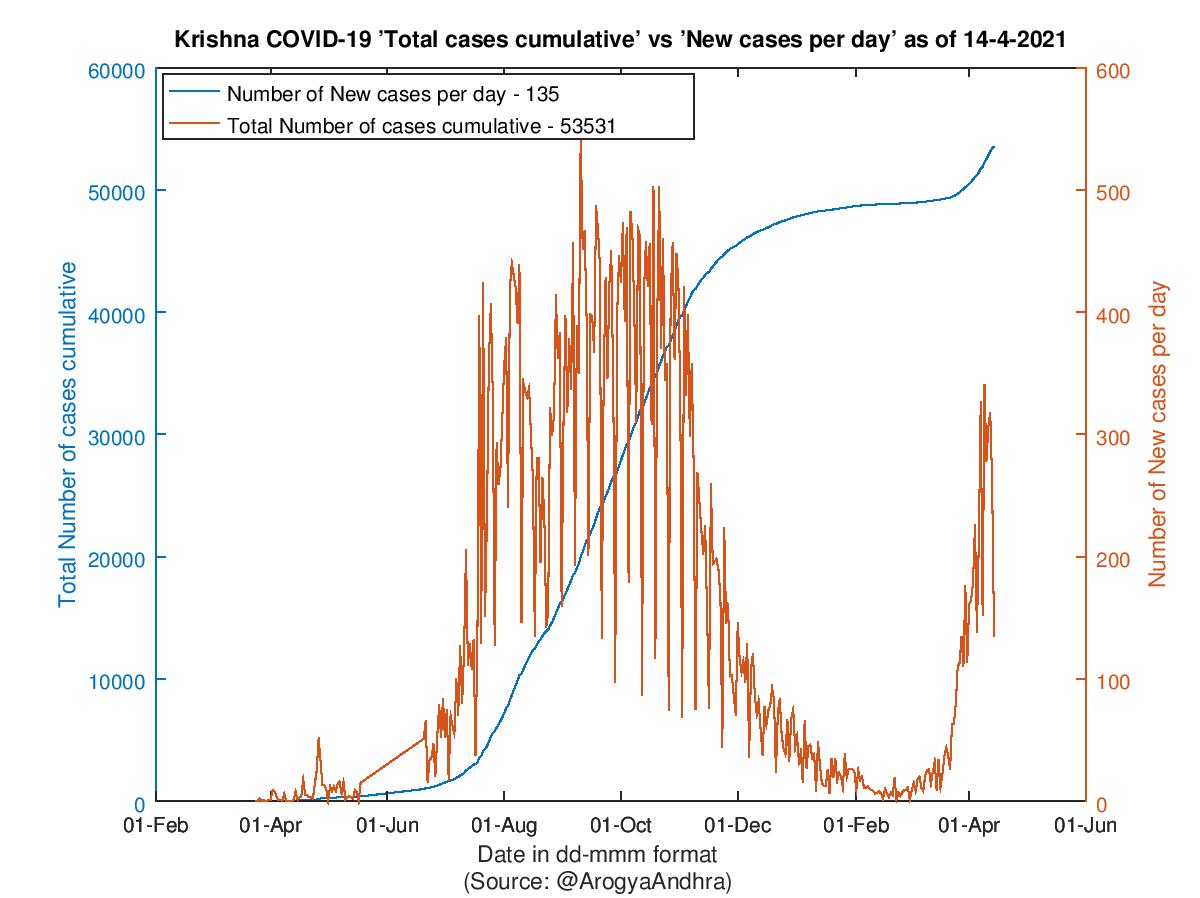 Krishna COVID-19 ’Total cases cumulative’ vs ’New cases per day’ as of 14-4-2021
Number of New cases per day - 135
Total Number of cases cumulative - 53531
Total Number of cases cumulative
60000
50000
40000
30000
20000
10000
0
600
500
400
300
200
100
0
Number of New cases per day
01-Feb 01-Apr 01-Jun 01-Aug 01-Oct 01-Dec 01-Feb 01-Apr 01-Jun
Date in dd-mmm format
(Source: @ArogyaAndhra)